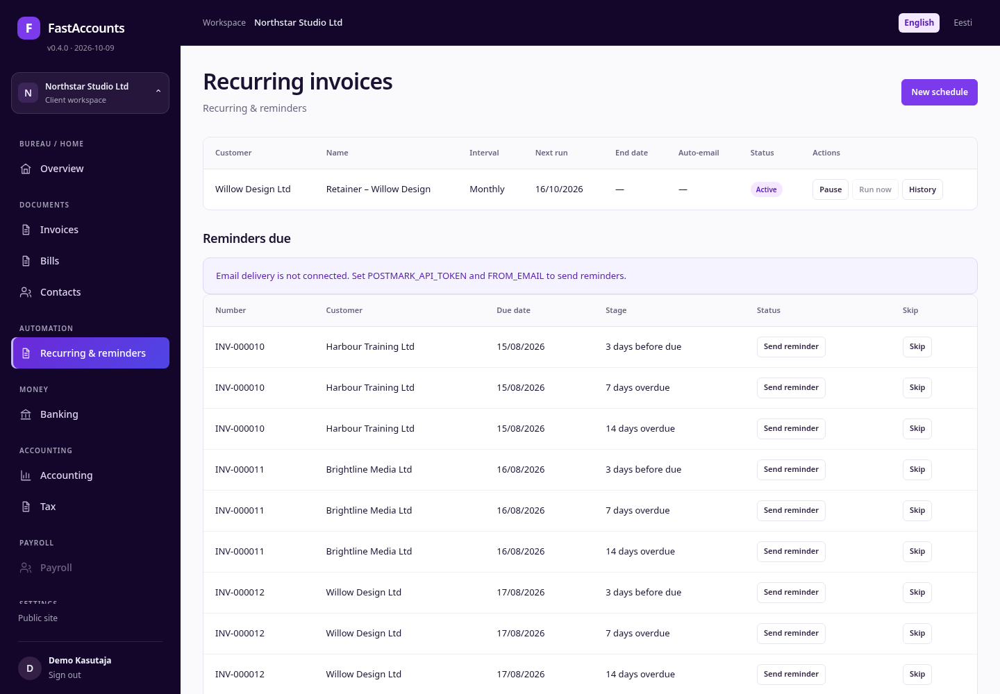 F FastAccounts
v0.4.0 · 2026-10-09
N Northstar Studio Ltd
Client workspace
BUREAU / HOME
Overview
DOCUMENTS
Invoices
Bills
Contacts
AUTOMATION
Recurring & reminders
MONEY
Banking
ACCOUNTING
Accounting
Tax
PAYROLL
Payroll
SETTINGS
Public site
D Demo Kasutaja
Sign out
Workspace Northstar Studio Ltd English Eesti
Recurring invoices
Recurring & reminders
New schedule
Customer Name Interval Next run End date Auto-email Status Actions
Willow Design Ltd Retainer – Willow Design Monthly 16/10/2026 — — Active Pause Run now History
Reminders due
Email delivery is not connected. Set POSTMARK_API_TOKEN and FROM_EMAIL to send reminders.
Number Customer Due date Stage Status Skip
INV-000010 Harbour Training Ltd 15/08/2026 3 days before due Send reminder Skip
INV-000010 Harbour Training Ltd 15/08/2026 7 days overdue Send reminder Skip
INV-000010 Harbour Training Ltd 15/08/2026 14 days overdue Send reminder Skip
INV-000011 Brightline Media Ltd 16/08/2026 3 days before due Send reminder Skip
INV-000011 Brightline Media Ltd 16/08/2026 7 days overdue Send reminder Skip
INV-000011 Brightline Media Ltd 16/08/2026 14 days overdue Send reminder Skip
INV-000012 Willow Design Ltd 17/08/2026 3 days before due Send reminder Skip
INV-000012 Willow Design Ltd 17/08/2026 7 days overdue Send reminder Skip
INV-000012 Willow Design Ltd 17/08/2026 14 days overdue Send reminder Skip